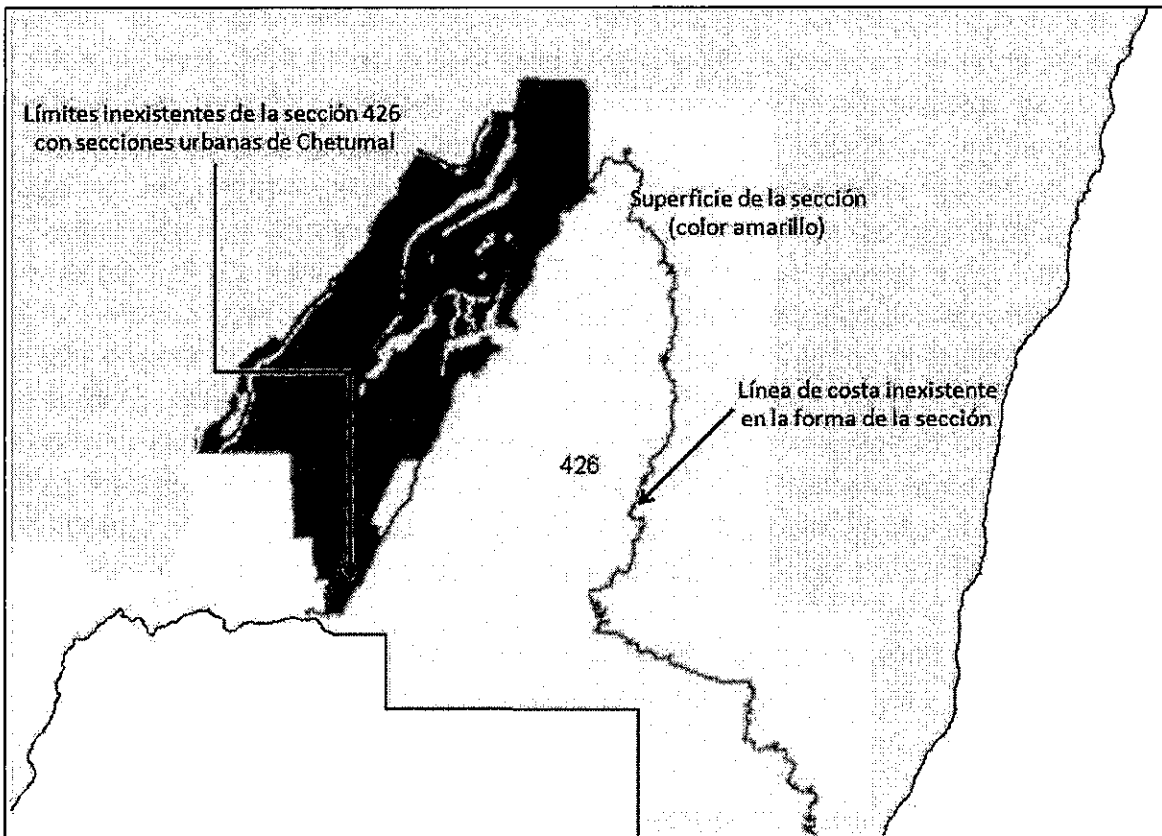 Límites inexistentes de la sección 426
con secciones urbanas de Chetumal
Superficie de la sección
(color amarillo)
Línea de costa inexistente
en la forma de la sección
426